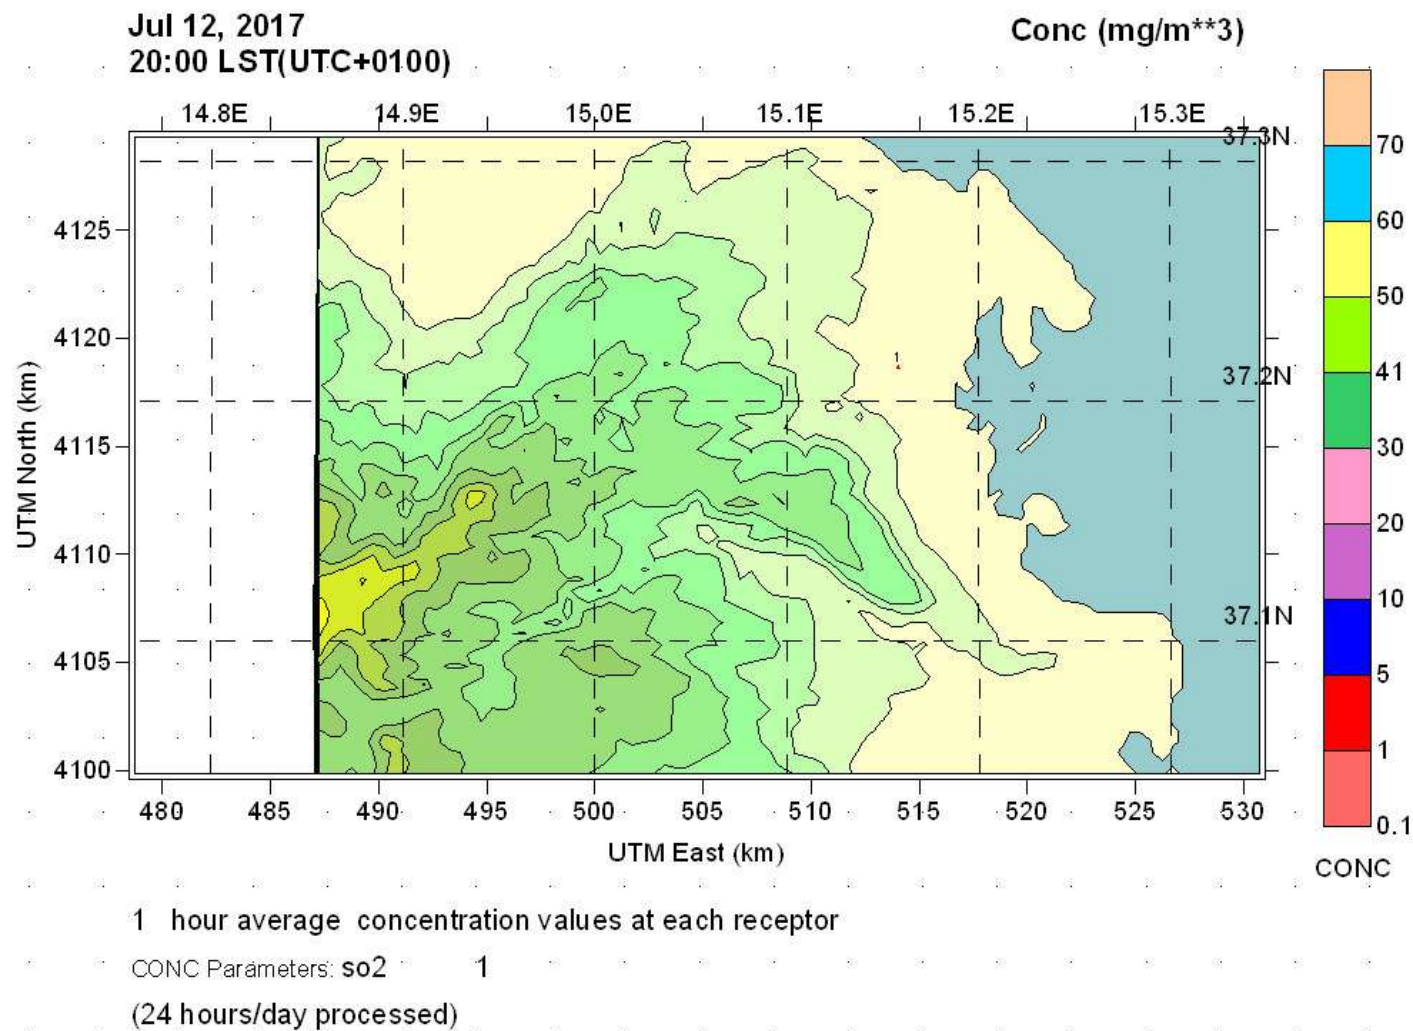 Jul 12, 2017
20:00 LST(UTC+0100)
Conc (mg/m**3)
14.8E 14.9E 15.0E 15.1E 15.2E 15.3E
37.3N
37.2N
37.1N
4125
4120
4115
4110
4105
4100
UTM North (km)
1
480 485 490 495 500 505 510 515 520 525 530
UTM East (km)
70
60
50
41
30
20
10
5
1
0.1
CONC
1 hour average concentration values at each receptor
CONC Parameters: so2 1
(24 hours/day processed)